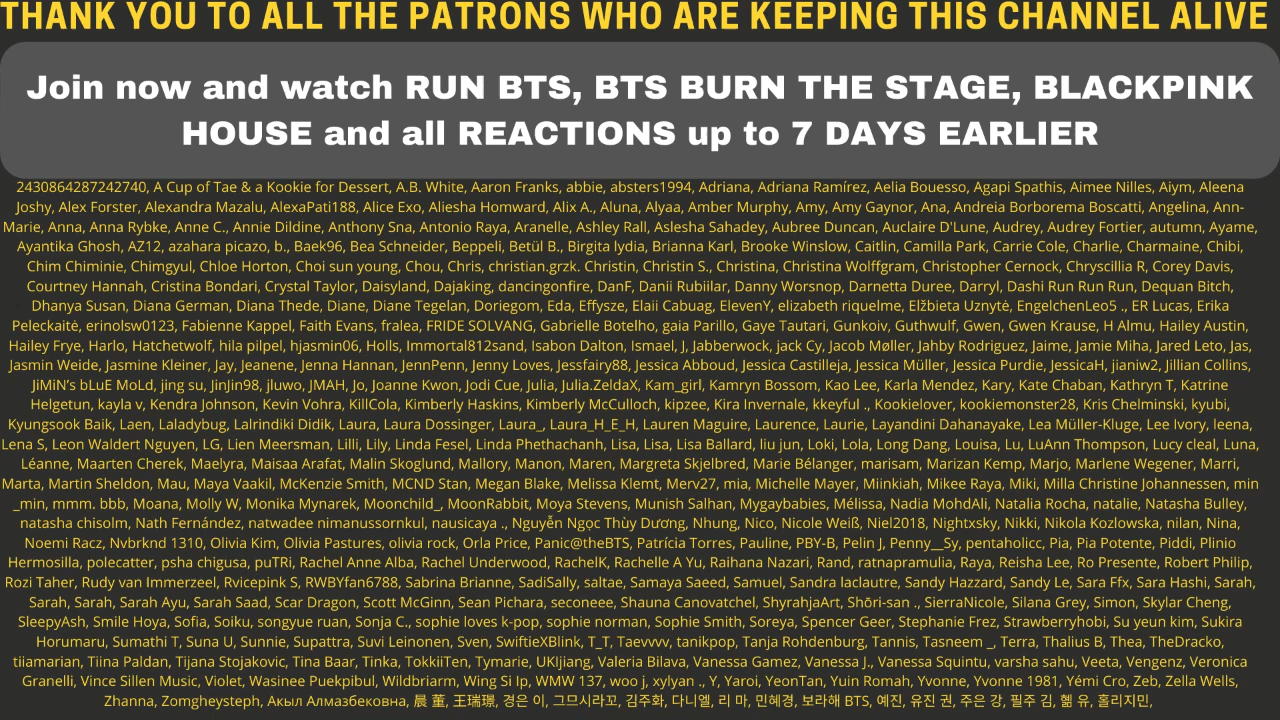 THANK YOU TO ALL THE PATRONS WHO ARE KEEPING THIS CHANNEL ALIVE
Join now and watch RUN BTS, BTS BURN THE STAGE, BLACKPINK
HOUSE and all REACTIONS up to 7 DAYS EARLIER
2430864287242740, A Cup of Tae & a Kookie for Dessert, A.B. White, Aaron Franks, abbie, absters1994, Adriana, Adriana Ramírez, Aelia Bouesso, Agapi Spathis, Aimee Nilles, Aiym, Aleena
Joshy, Alex Forster, Alexandra Mazalu, AlexaPati188, Alice Exo, Aliesha Homward, Alix A., Aluna, Alyaa, Amber Murphy, Amy, Amy Gaynor, Ana, Andreia Borborema Boscatti, Angelina, Ann-
Marie, Anna, Anna Rybke, Anne C., Annie Dildine, Anthony Sna, Antonio Raya, Aranelle, Ashley Rall, Aslesha Sahadey, Aubree Duncan, Auclaire D'Lune, Audrey, Audrey Fortier, autumn, Ayame,
Ayantika Ghosh, AZ12, azahara picazo, b., Baek96, Bea Schneider, Beppeli, Betül B., Birgita lydia, Brianna Karl, Brooke Winslow, Caitlin, Camilla Park, Carrie Cole, Charlie, Charmaine, Chibi,
Chim Chiminie, Chimgyul, Chloe Horton, Choi sun young, Chou, Chris, christian.grzk. Christin, Christin S., Christina, Christina Wolffgram, Christopher Cernock, Chryscillia R, Corey Davis,
Courtney Hannah, Cristina Bondari, Crystal Taylor, Daisyland, Dajaking, dancingonfire, DanF, Danii Rubiilar, Danny Worsnop, Darnetta Duree, Darryl, Dashi Run Run Run, Dequan Bitch,
Dhanya Susan, Diana German, Diana Thede, Diane, Diane Tegelan, Doriegom, Eda, Effysze, Elaii Cabuag, ElevenY, elizabeth riquelme, Elžbieta Uznytė, EngelchenLeo5 ., ER Lucas, Erika
Peleckaitė, erinolsw0123, Fabienne Kappel, Faith Evans, fralea, FRIDE SOLVANG, Gabrielle Botelho, gaia Parillo, Gaye Tautari, Gunkoiv, Guthwulf, Gwen, Gwen Krause, H Almu, Hailey Austin,
Hailey Frye, Harlo, Hatchetwolf, hila pilpel, hjasmin06, Holls, Immortal812sand, Isabon Dalton, Ismael, J, Jabberwock, jack Cy, Jacob Møller, Jahby Rodriguez, Jaime, Jamie Miha, Jared Leto, Jas,
Jasmin Weide, Jasmine Kleiner, Jay, Jeanene, Jenna Hannan, JennPenn, Jenny Loves, Jessfairy88, Jessica Abboud, Jessica Castilleja, Jessica Müller, Jessica Purdie, JessicaH, jianiw2, Jillian Collins,
JiMiN’s bLuE MoLd, jing su, JinJin98, jluwo, JMAH, Jo, Joanne Kwon, Jodi Cue, Julia, Julia.ZeldaX, Kam_girl, Kamryn Bossom, Kao Lee, Karla Mendez, Kary, Kate Chaban, Kathryn T, Katrine
Helgetun, kayla v, Kendra Johnson, Kevin Vohra, KillCola, Kimberly Haskins, Kimberly McCulloch, kipzee, Kira Invernale, kkeyful ., Kookielover, kookiemonster28, Kris Chelminski, kyubi,
Kyungsook Baik, Laen, Laladybug, Lalrindiki Didik, Laura, Laura Dossinger, Laura_, Laura_H_E_H, Lauren Maguire, Laurence, Laurie, Layandini Dahanayake, Lea Müller-Kluge, Lee Ivory, leena,
Lena S, Leon Waldert Nguyen, LG, Lien Meersman, Lilli, Lily, Linda Fesel, Linda Phethachanh, Lisa, Lisa, Lisa Ballard, liu jun, Loki, Lola, Long Dang, Louisa, Lu, LuAnn Thompson, Lucy cleal, Luna,
Léanne, Maarten Cherek, Maelyra, Maisaa Arafat, Malin Skoglund, Mallory, Manon, Maren, Margreta Skjelbred, Marie Bélanger, marisam, Marizan Kemp, Marjo, Marlene Wegener, Marri,
Marta, Martin Sheldon, Mau, Maya Vaakil, McKenzie Smith, MCND Stan, Megan Blake, Melissa Klemt, Merv27, mia, Michelle Mayer, Miinkiah, Mikee Raya, Miki, Milla Christine Johannessen, min
_min, mmm. bbb, Moana, Molly W, Monika Mynarek, Moonchild_, MoonRabbit, Moya Stevens, Munish Salhan, Mygaybabies, Mélissa, Nadia MohdAli, Natalia Rocha, natalie, Natasha Bulley,
natasha chisolm, Nath Fernández, natwadee nimanussornkul, nausicaya ., Nguyễn Ngọc Thùy Dương, Nhung, Nico, Nicole Weiß, Niel2018, Nightxsky, Nikki, Nikola Kozlowska, nilan, Nina,
Noemi Racz, Nvbrknd 1310, Olivia Kim, Olivia Pastures, olivia rock, Orla Price, Panic@theBTS, Patrícia Torres, Pauline, PBY-B, Pelin J, Penny__Sy, pentaholicc, Pia, Pia Potente, Piddi, Plinio
Hermosilla, polecatter, psha chigusa, puTRi, Rachel Anne Alba, Rachel Underwood, RachelK, Rachelle A Yu, Raihana Nazari, Rand, ratnapramulia, Raya, Reisha Lee, Ro Presente, Robert Philip,
Rozi Taher, Rudy van Immerzeel, Rvicepink S, RWBYfan6788, Sabrina Brianne, SadiSally, saltae, Samaya Saeed, Samuel, Sandra laclautre, Sandy Hazzard, Sandy Le, Sara Ffx, Sara Hashi, Sarah,
Sarah, Sarah, Sarah Ayu, Sarah Saad, Scar Dragon, Scott McGinn, Sean Pichara, seconeee, Shauna Canovatchel, ShyrahjaArt, Shōri-san ., SierraNicole, Silana Grey, Simon, Skylar Cheng,
SleepyAsh, Smile Hoya, Sofia, Soiku, songyue ruan, Sonja C., sophie loves k-pop, sophie norman, Sophie Smith, Soreya, Spencer Geer, Stephanie Frez, Strawberryhobi, Su yeun kim, Sukira
Horumaru, Sumathi T, Suna U, Sunnie, Supattra, Suvi Leinonen, Sven, SwiftieXBlink, T_T, Taevvvv, tanikpop, Tanja Rohdenburg, Tannis, Tasneem _, Terra, Thalius B, Thea, TheDracko,
tiiamarian, Tiina Paldan, Tijana Stojakovic, Tina Baar, Tinka, TokkiiTen, Tymarie, UKIjiang, Valeria Bilava, Vanessa Gamez, Vanessa J., Vanessa Squintu, varsha sahu, Veeta, Vengenz, Veronica
Granelli, Vince Sillen Music, Violet, Wasinee Puekpibul, Wildbriarm, Wing Si Ip, WMW 137, woo j, xylyan ., Y, Yaroi, YeonTan, Yuin Romah, Yvonne, Yvonne 1981, Yémi Cro, Zeb, Zella Wells,
Zhanna, Zomgheysteph, Акыл Алмазбековна, 晨 董, 王瑞璟, 경은 이, 그므시라꼬, 김주화, 다니엘, 리 마, 민혜경, 보라해 BTS, 예진, 유진 권, 주은 강, 필주 김, 혦 유, 홀리지민,